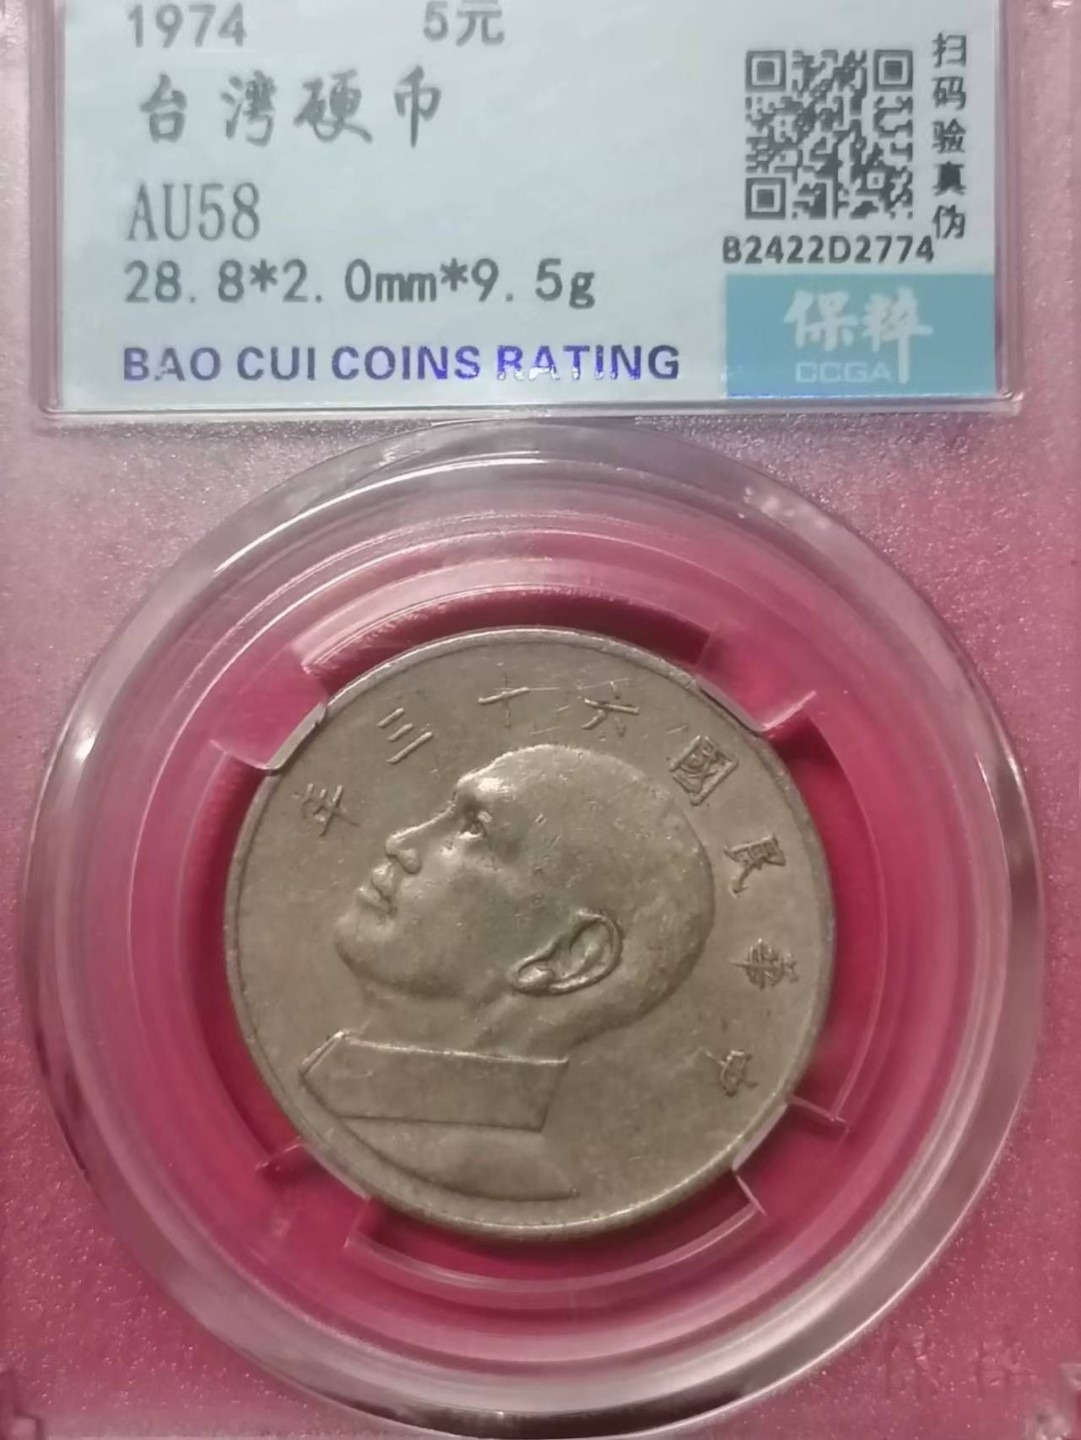 1974 5元
台湾硬币
AU58
28.8*2.0mm*9.5g
BAO CUI COINS RATING
扫码验真伪
B2422D2774
保粹
CCGA
中華民國六十三年